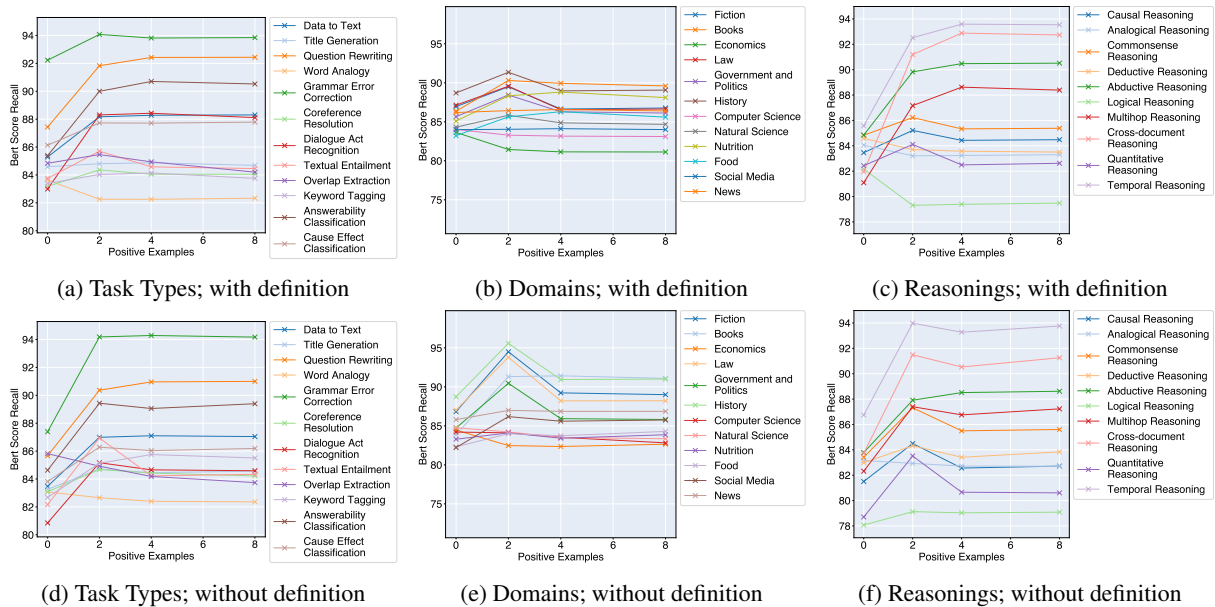 94
92
90
88
86
84
82
80
0
2
4
6
8
Bert Score Recall
Positive Examples
Data to Text
Title Generation
Question Rewriting
Word Analogy
Grammar Error
Correction
Coreference
Resolution
Dialogue Act
Recognition
Textual Entailment
Overlap Extraction
Keyword Tagging
Answerability
Classification
Cause Effect
Classification
(a) Task Types; with definition
95
90
85
80
75
0
2
4
6
8
Bert Score Recall
Positive Examples
Fiction
Books
Economics
Law
Government and
Politics
History
Computer Science
Natural Science
Nutrition
Food
Social Media
News
(b) Domains; with definition
94
92
90
88
86
84
82
80
78
0
2
4
6
8
Bert Score Recall
Positive Examples
Causal Reasoning
Analogical Reasoning
Commonsense
Reasoning
Deductive Reasoning
Abductive Reasoning
Logical Reasoning
Multihop Reasoning
Cross-document
Reasoning
Quantitative
Reasoning
Temporal Reasoning
(c) Reasonings; with definition
94
92
90
88
86
84
82
80
0
2
4
6
8
Bert Score Recall
Positive Examples
Data to Text
Title Generation
Question Rewriting
Word Analogy
Grammar Error
Correction
Coreference
Resolution
Dialogue Act
Recognition
Textual Entailment
Overlap Extraction
Keyword Tagging
Answerability
Classification
Cause Effect
Classification
(d) Task Types; without definition
95
90
85
80
75
0
2
4
6
8
Bert Score Recall
Positive Examples
Fiction
Books
Economics
Law
Government and
Politics
History
Computer Science
Natural Science
Nutrition
Food
Social Media
News
(e) Domains; without definition
94
92
90
88
86
84
82
80
78
0
2
4
6
8
Bert Score Recall
Positive Examples
Causal Reasoning
Analogical Reasoning
Commonsense
Reasoning
Deductive Reasoning
Abductive Reasoning
Logical Reasoning
Multihop Reasoning
Cross-document
Reasoning
Quantitative
Reasoning
Temporal Reasoning
(f) Reasonings; without definition